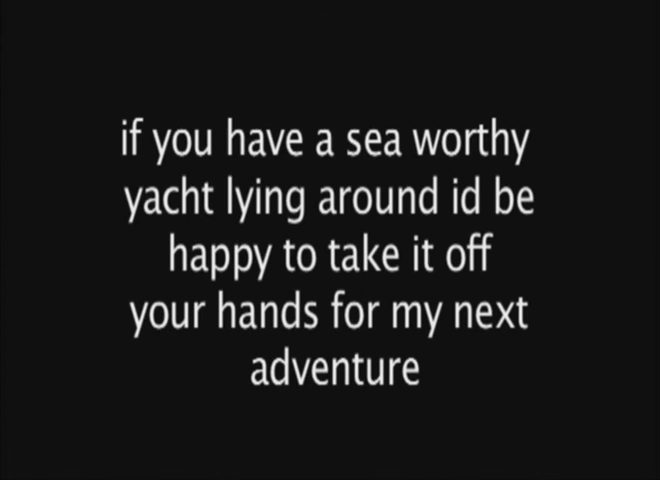 if you have a sea worthy
yacht lying around id be
happy to take it off
your hands for my next
adventure